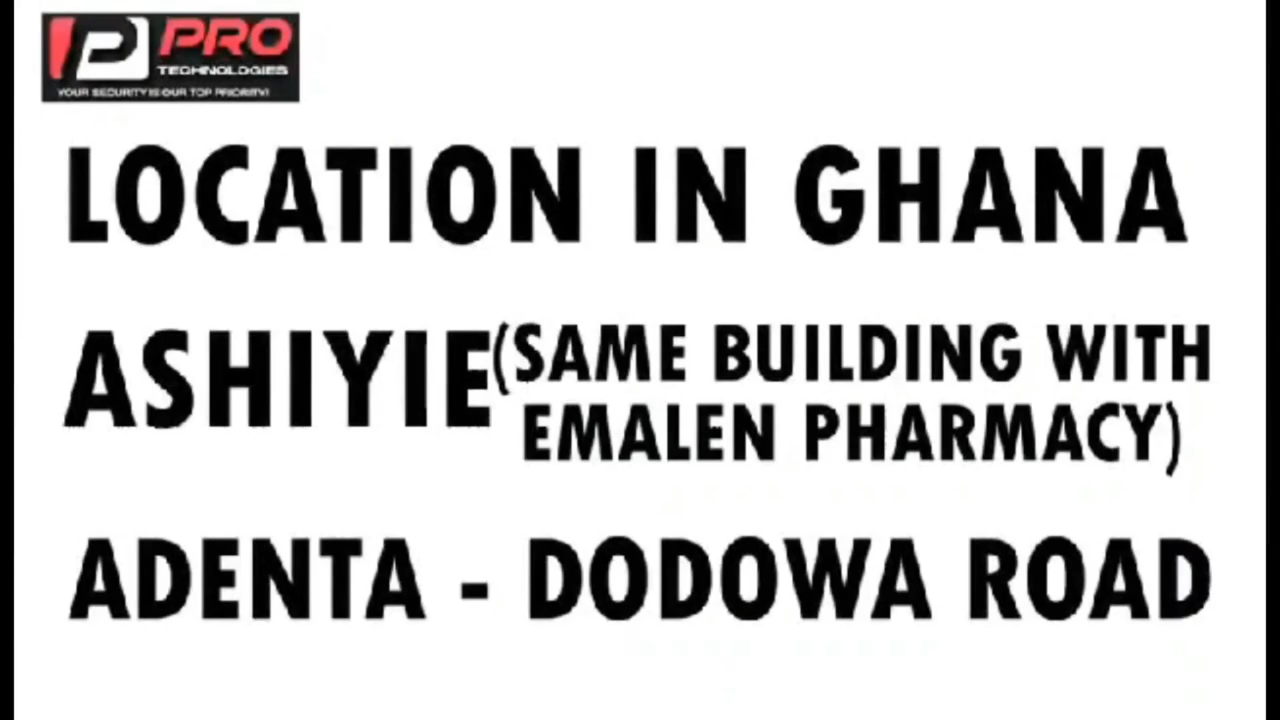 PRO
TECHNOLOGIES
YOUR SECURITY IS OUR TOP PRIORITY!
LOCATION IN GHANA
ASHIYIE (SAME BUILDING WITH
EMALEN PHARMACY)
ADENTA - DODOWA ROAD